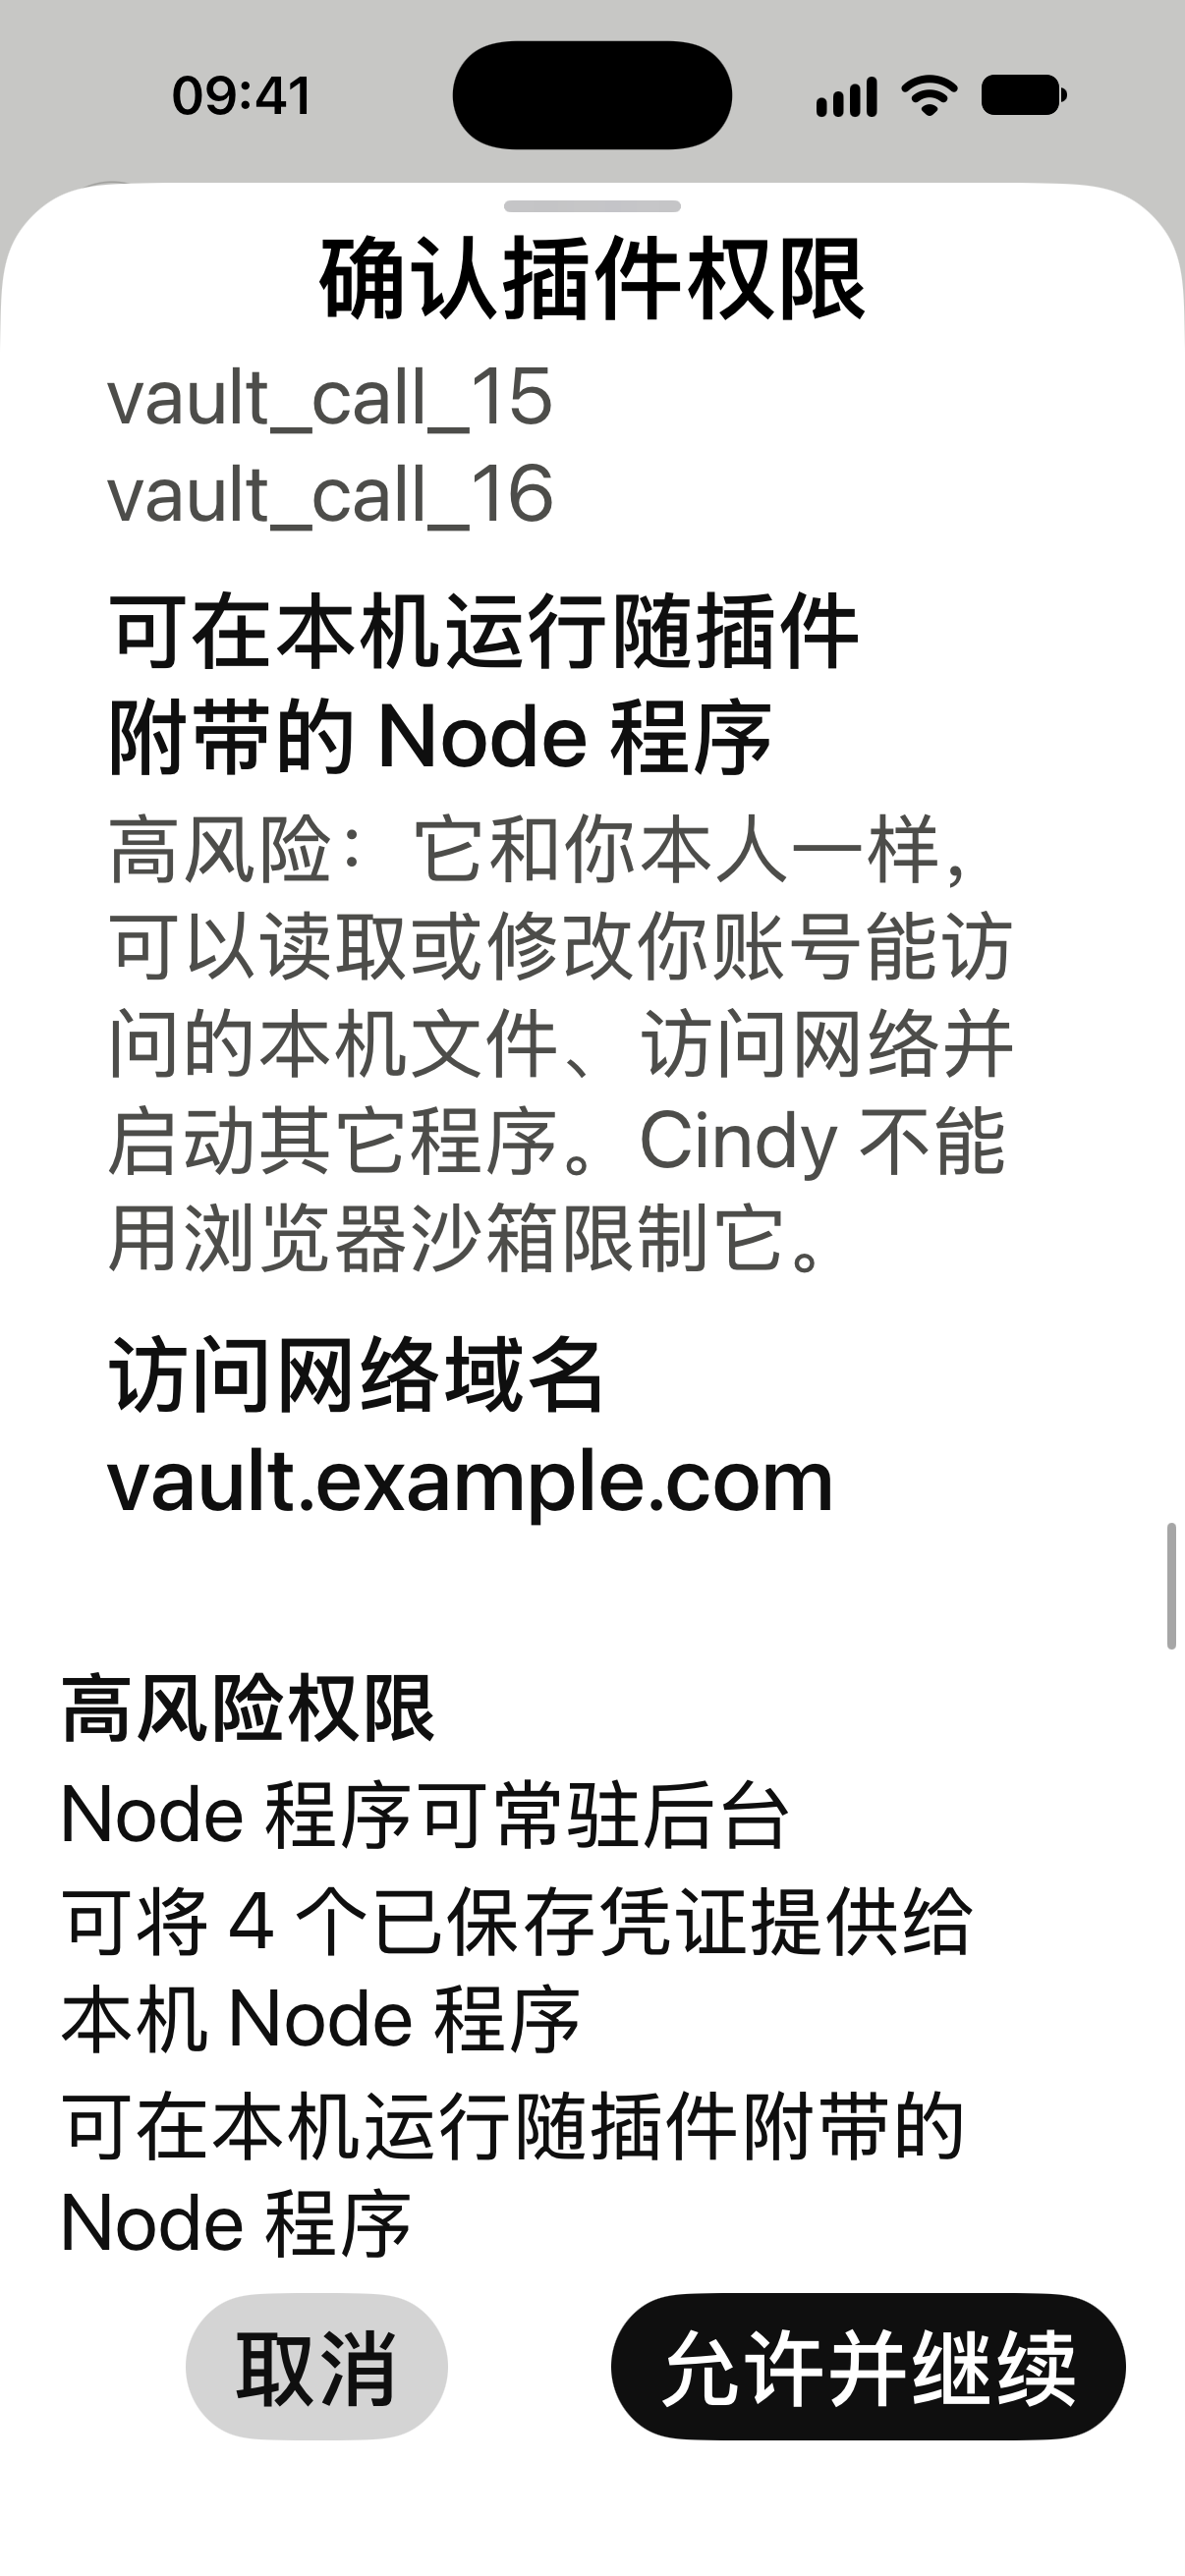 09:41
确认插件权限
vault_call_15
vault_call_16
可在本机运行随插件
附带的 Node 程序
高风险：它和你本人一样，
可以读取或修改你账号能访
问的本机文件、访问网络并
启动其它程序。Cindy 不能
用浏览器沙箱限制它。
访问网络域名
vault.example.com
高风险权限
Node 程序可常驻后台
可将 4 个已保存凭证提供给
本机 Node 程序
可在本机运行随插件附带的
Node 程序
取消
允许并继续